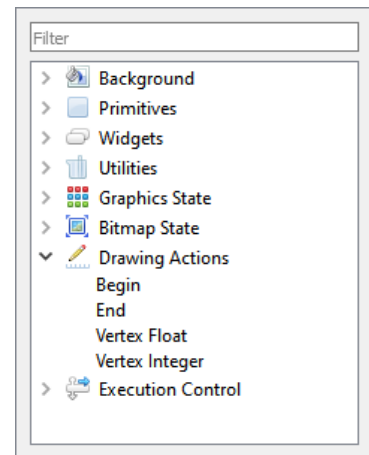 Filter
Background
Primitives
Widgets
Utilities
Graphics State
Bitmap State
Drawing Actions
Begin
End
Vertex Float
Vertex Integer
Execution Control